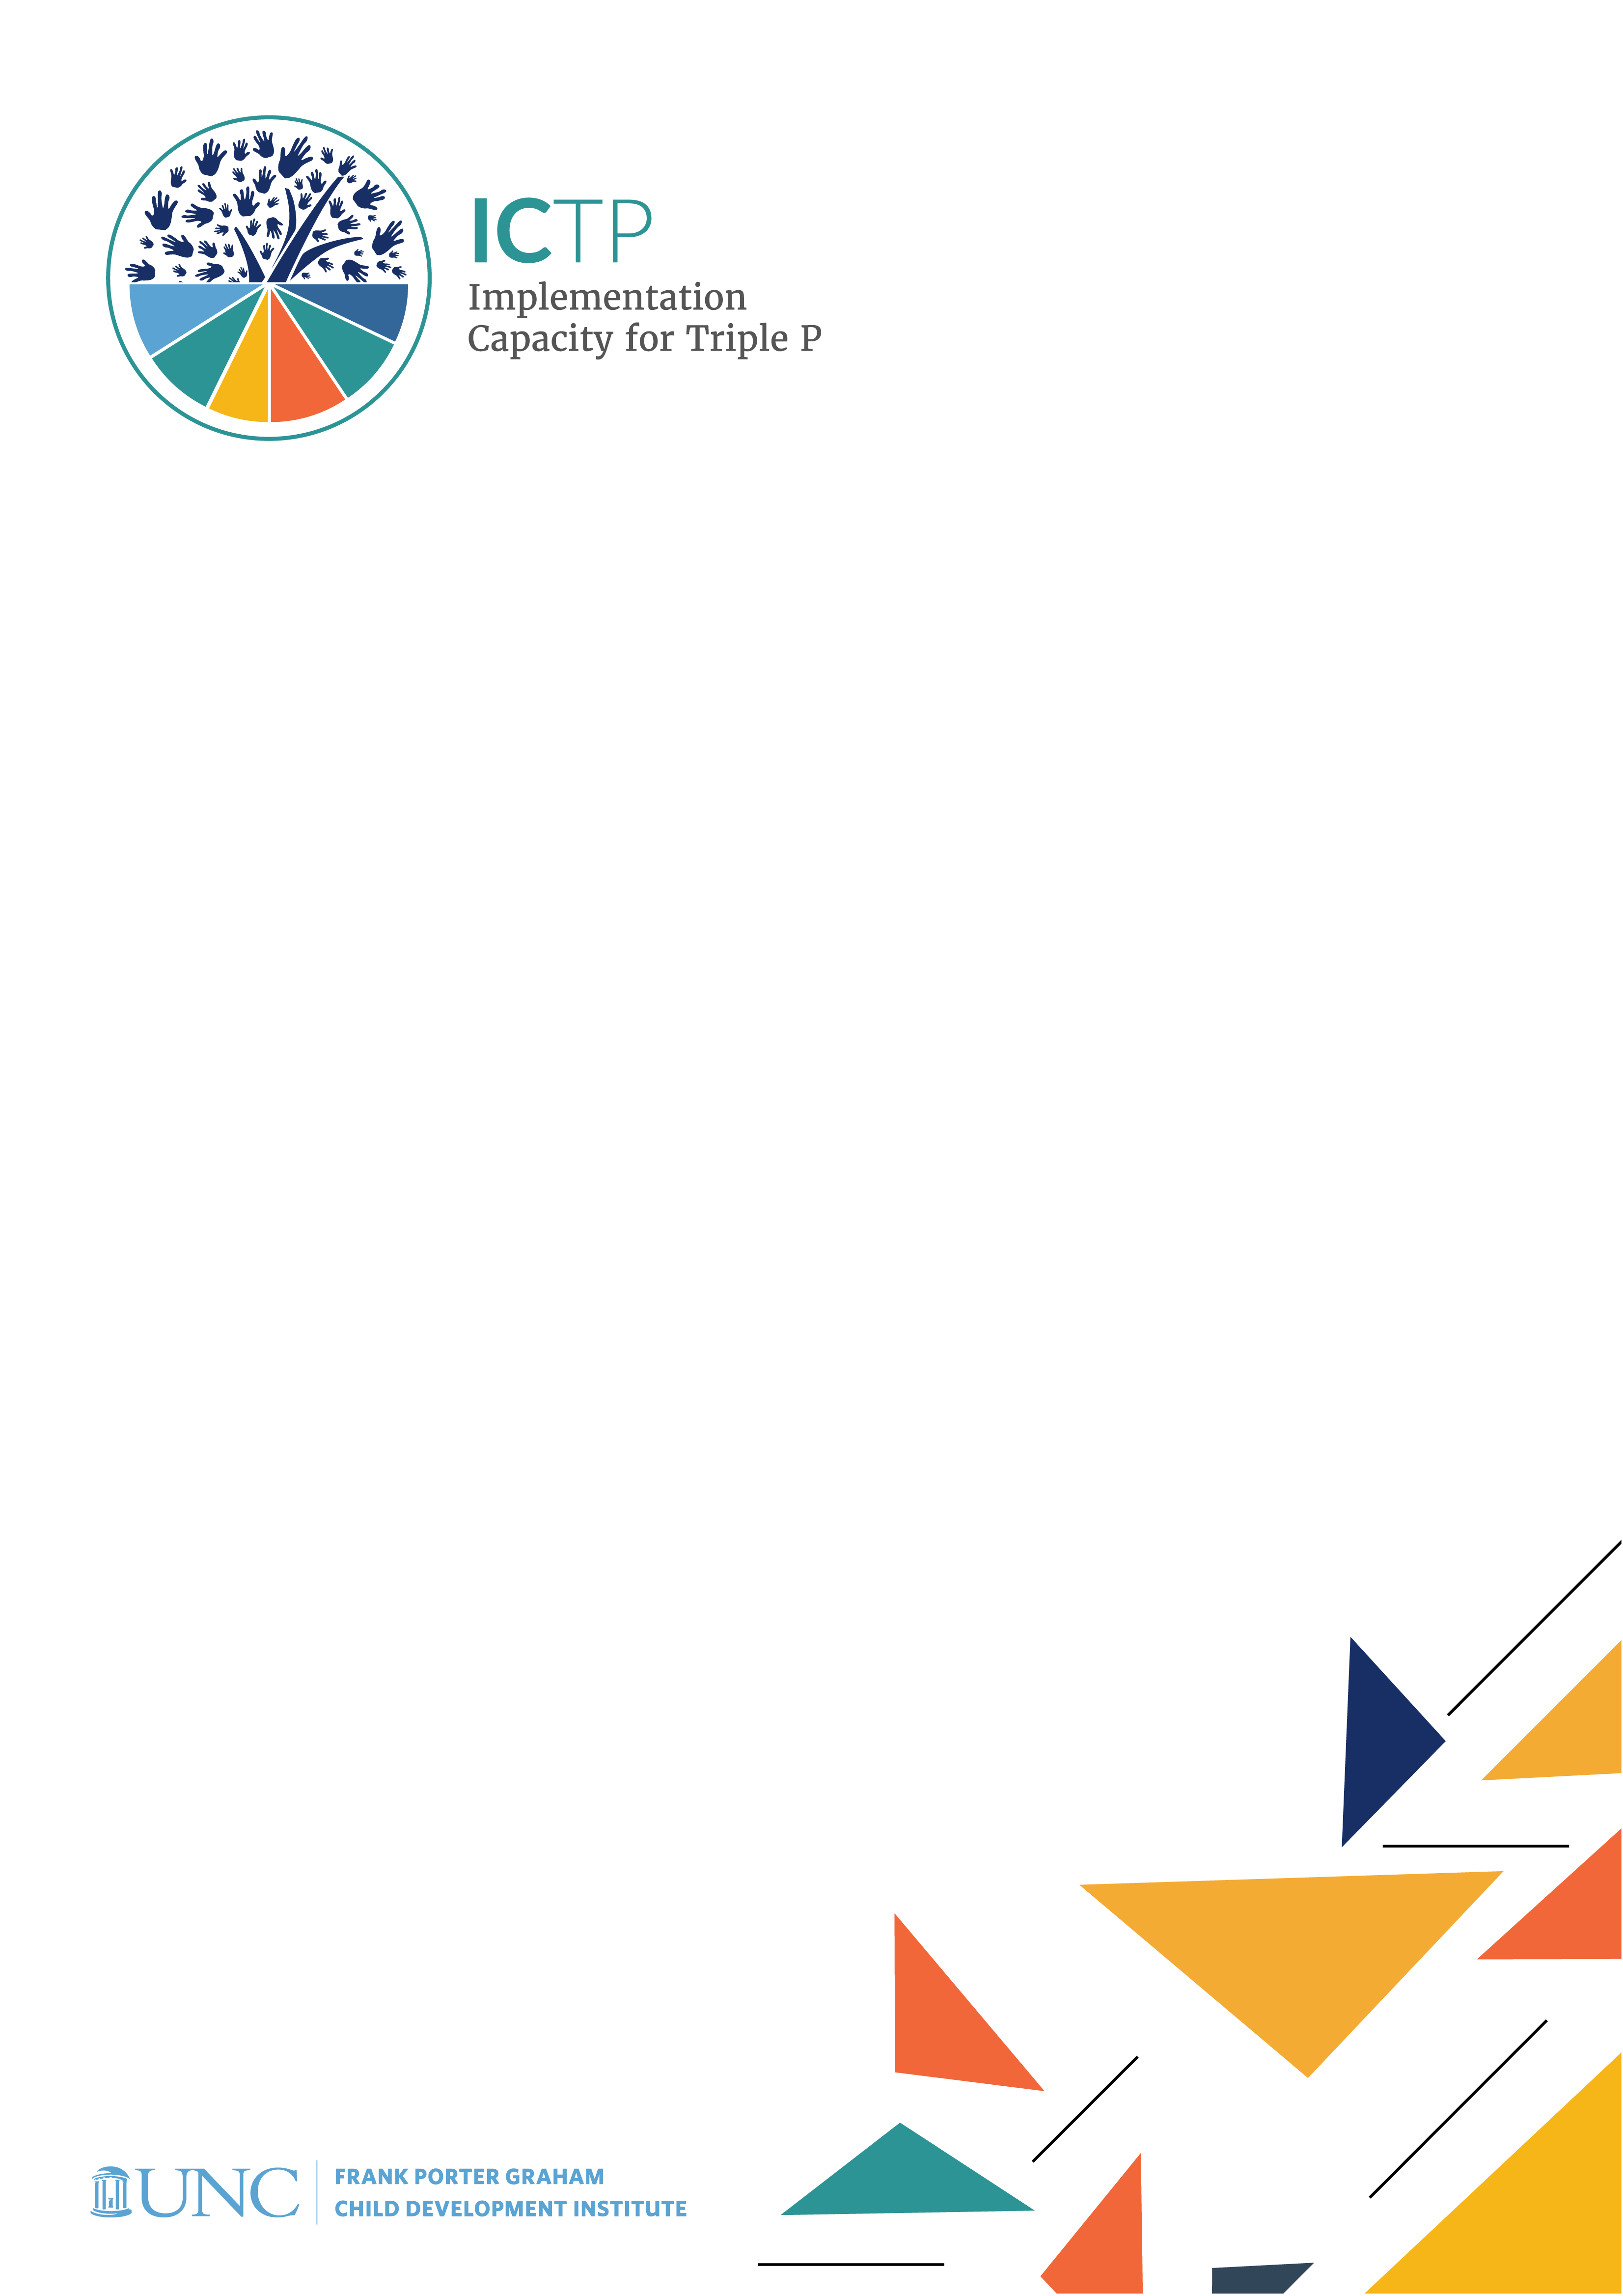 ICTP
Implementation
Capacity for Triple P
UNC
FRANK PORTER GRAHAM
CHILD DEVELOPMENT INSTITUTE